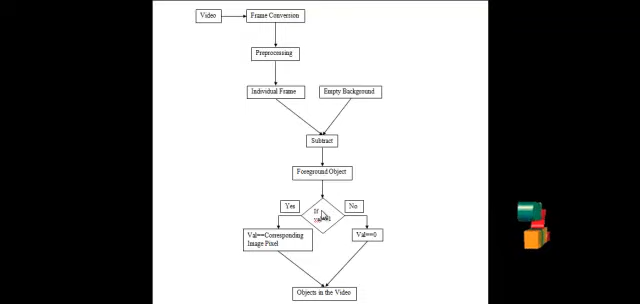 Video
Frame Conversion
Preprocessing
Individual Frame
Empty Background
Subtract
Foreground Object
Yes
No
If
Val==Corresponding
Image Pixel
Val==0
Objects in the Video